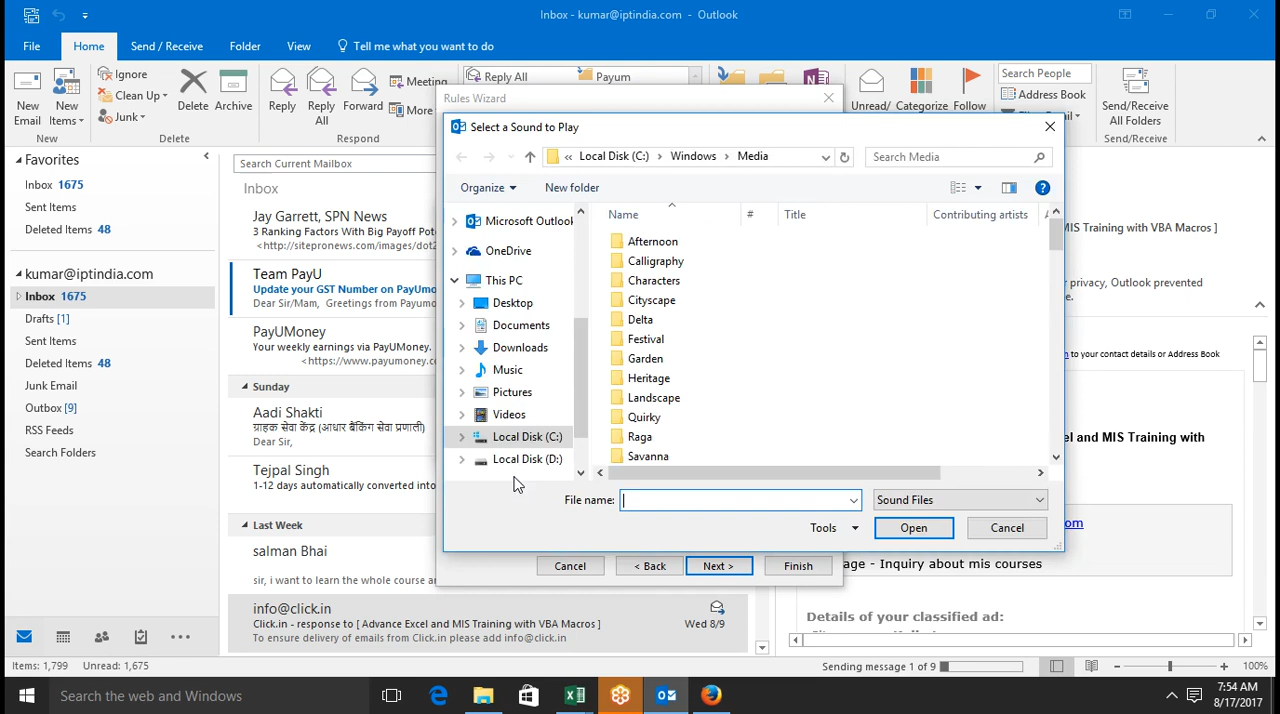 Inbox - kumar@iptindia.com - Outlook
File Home Send / Receive Folder View Tell me what you want to do
New Email
New Items
New
Ignore
Clean Up
Junk
Delete
Archive
Delete
Reply
Reply All
Forward
Meeting
More
Respond
Reply All
Payum
Unread/
Categorize
Follow
Search People
Address Book
Send/Receive All Folders
Send/Receive
Favorites
Inbox 1675
Sent Items
Deleted Items 48
kumar@iptindia.com
Inbox 1675
Drafts [1]
Sent Items
Deleted Items 48
Junk Email
Outbox [9]
RSS Feeds
Search Folders
Search Current Mailbox
Inbox
Jay Garrett, SPN News
3 Ranking Factors With Big Payoff Pot
<http://sitepronews.com/images/dot2
Team PayU
Update your GST Number on PayUmo
Dear Sir/Mam, Greetings from Payumo
PayUMoney
Your weekly earnings via PayUMoney.
<https://www.payumoney.c
Sunday
Aadi Shakti
ग्राहक सेवा केंद्र (आधार बैंकिंग सेवा प्रणाली)
Dear Sir,
Tejpal Singh
1-12 days automatically converted into
Last Week
salman Bhai
sir, i want to learn the whole course a
info@click.in
Click.in - response to [ Advance Excel and MIS Training with VBA Macros ]
Wed 8/9
To ensure delivery of emails from Click.in please add info@click.in
Rules Wizard
Select a Sound to Play
« Local Disk (C:) > Windows > Media
Search Media
Organize
New folder
Microsoft Outlook
OneDrive
This PC
Desktop
Documents
Downloads
Music
Pictures
Videos
Local Disk (C:)
Local Disk (D:)
Name # Title Contributing artists A
Afternoon
Calligraphy
Characters
Cityscape
Delta
Festival
Garden
Heritage
Landscape
Quirky
Raga
Savanna
File name:
Sound Files
Tools
Open
Cancel
Cancel
< Back
Next >
Finish
MIS Training with VBA Macros ]
privacy, Outlook prevented
to your contact details or Address Book
el and MIS Training with
om
age - Inquiry about mis courses
Details of your classified ad:
Items: 1,799 Unread: 1,675
Sending message 1 of 9
100%
Search the web and Windows
7:54 AM
8/17/2017